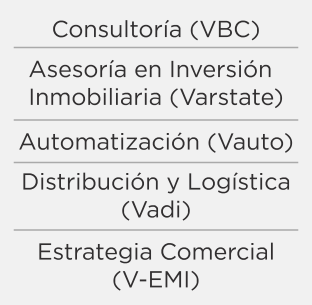 Consultoría (VBC)
Asesoría en Inversión
Inmobiliaria (Varstate)
Automatización (Vauto)
Distribución y Logística
(Vadi)
Estrategia Comercial
(V-EMI)